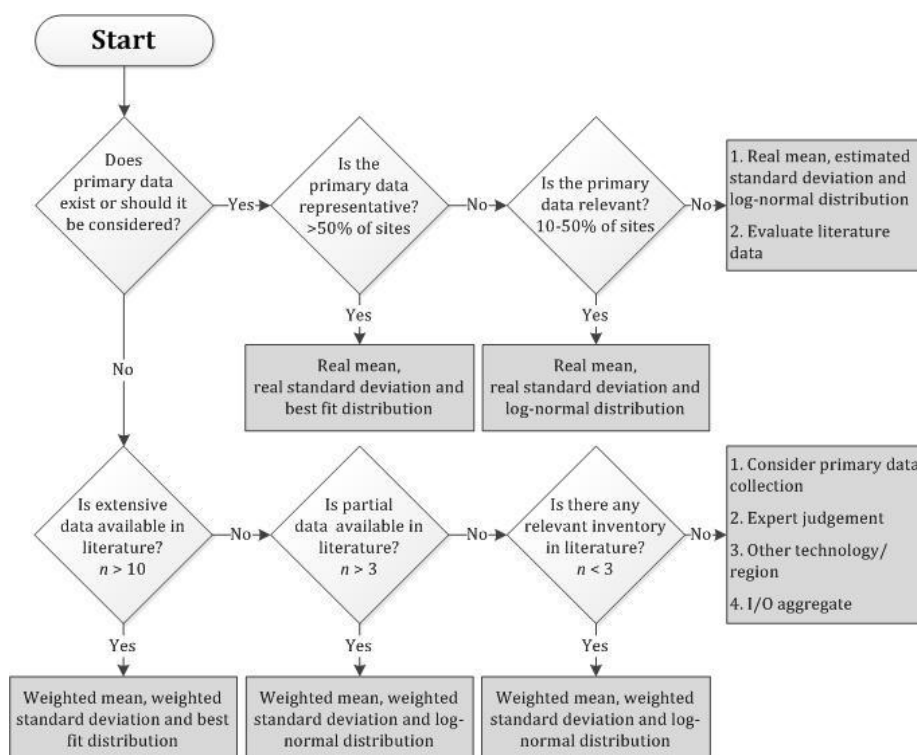 Start
Does
primary data
exist or should it
be considered?
Yes
Is the
primary data
representative?
>50% of sites
No
Is the primary
data relevant?
10-50% of sites
No
1. Real mean, estimated
standard deviation and
log-normal distribution
2. Evaluate literature
data
Yes
Yes
No
Real mean,
real standard deviation and
best fit distribution
Real mean,
real standard deviation and
log-normal distribution
Is extensive
data available in
literature?
n > 10
No
Is partial
data available in
literature?
n > 3
No
Is there any
relevant inventory
in literature?
n < 3
No
1. Consider primary data
collection
2. Expert judgement
3. Other technology/
region
4. I/O aggregate
Yes
Yes
Yes
Weighted mean, weighted
standard deviation and best
fit distribution
Weighted mean, weighted
standard deviation and log-
normal distribution
Weighted mean, weighted
standard deviation and log-
normal distribution